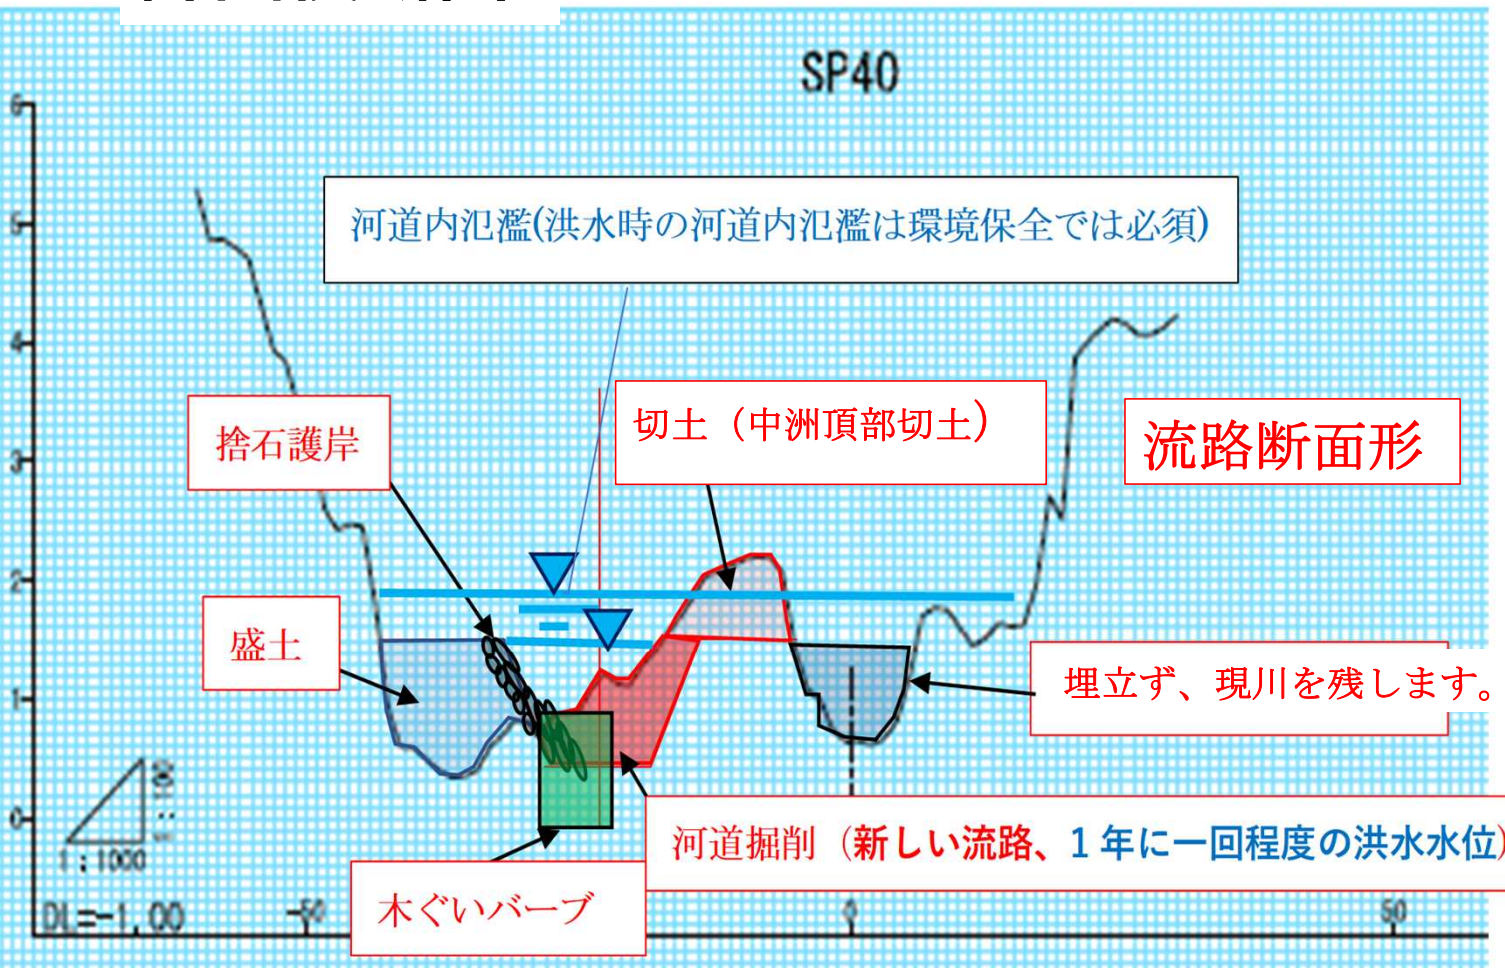 SP40
6
5
4
3
2
1
0
河道内氾濫(洪水時の河道内氾濫は環境保全では必須)
切土（中洲頂部切土）
捨石護岸
流路断面形
盛土
埋立ず、現川を残します。
河道掘削（新しい流路、1年に一回程度の洪水水位)
木ぐいバーブ
1:100
1:1000
DL=-1.00
-50
0
50